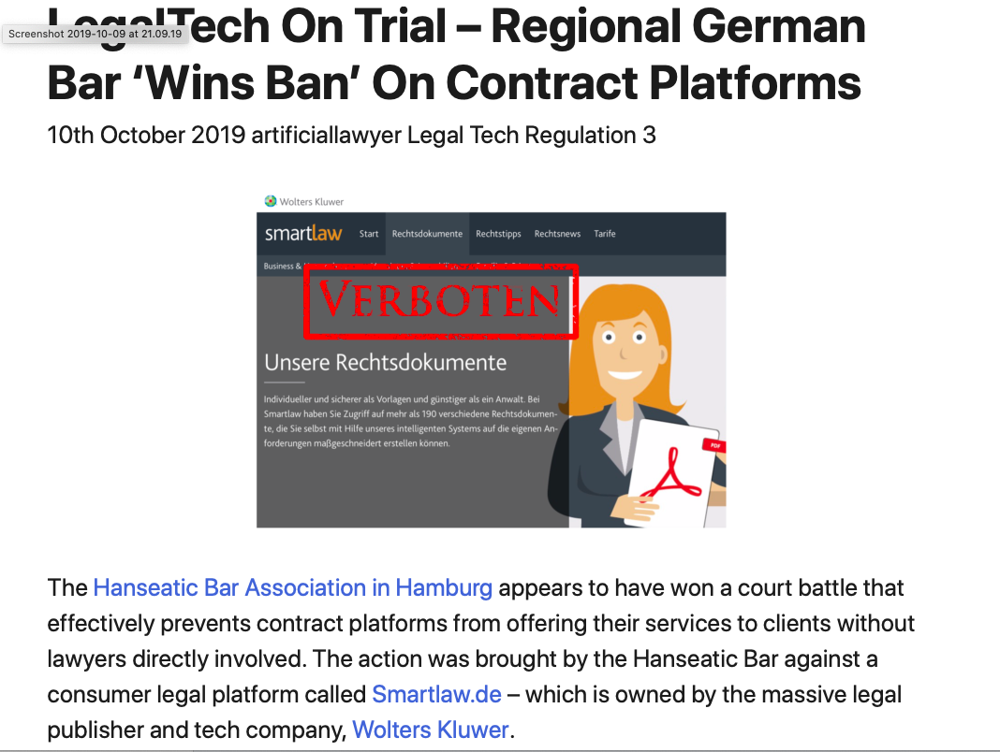 LegalTech On Trial – Regional German
Screenshot 2019-10-09 at 21.09.19
Bar ‘Wins Ban’ On Contract Platforms
10th October 2019 artificiallawyer Legal Tech Regulation 3
Wolters Kluwer
smartlaw Start Rechtsdokumente Rechtstipps Rechtsnews Tarife
Business &
VERBOTEN
Unsere Rechtsdokumente
Individueller und sicherer als Vorlagen und günstiger als ein Anwalt. Bei
Smartlaw haben Sie Zugriff auf mehr als 190 verschiedene Rechtsdokumen-
te, die Sie selbst mit Hilfe unseres intelligenten Systems auf die eigenen An-
forderungen maßgeschneidert erstellen können.
PDF
The Hanseatic Bar Association in Hamburg appears to have won a court battle that
effectively prevents contract platforms from offering their services to clients without
lawyers directly involved. The action was brought by the Hanseatic Bar against a
consumer legal platform called Smartlaw.de – which is owned by the massive legal
publisher and tech company, Wolters Kluwer.